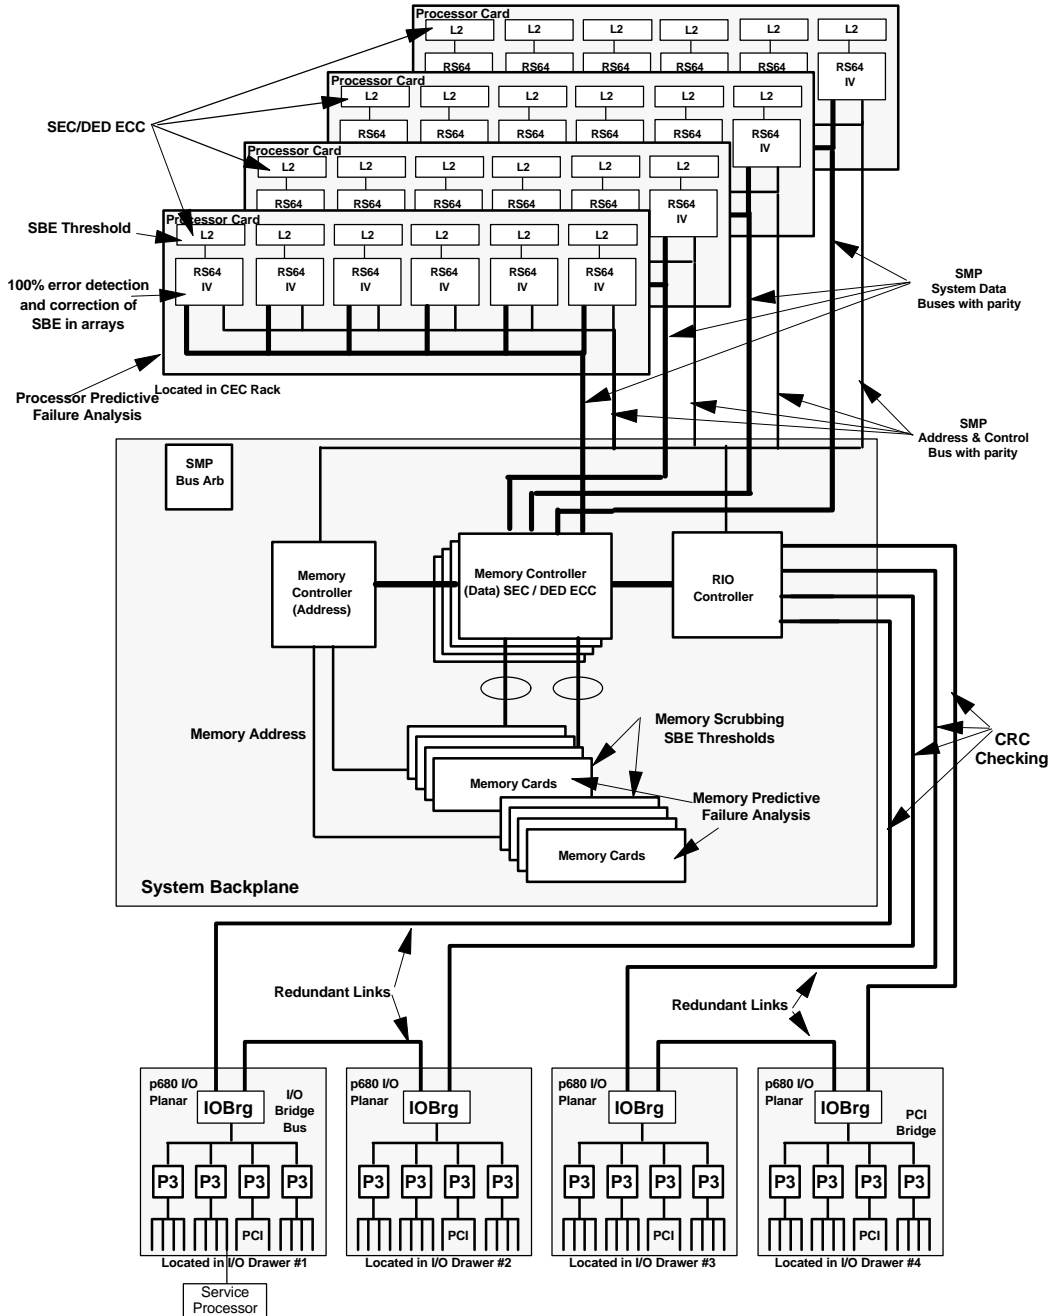 Processor Card
L2 L2 L2 L2 L2 L2
RS64 RS64 RS64 RS64 RS64 RS64
IV
Processor Card
L2 L2 L2 L2 L2 L2
RS64 RS64 RS64 RS64 RS64 RS64
IV
SEC/DED ECC
Processor Card
L2 L2 L2 L2 L2 L2
RS64 RS64 RS64 RS64 RS64 RS64
IV
Processor Card
SBE Threshold
L2 L2 L2 L2 L2 L2
RS64 RS64 RS64 RS64 RS64 RS64
IV IV IV IV IV IV
100% error detection
and correction of
SBE in arrays
SMP
System Data
Buses with parity
Located in CEC Rack
Processor Predictive
Failure Analysis
SMP
Address & Control
Bus with parity
SMP
Bus Arb
Memory
Controller
(Address)
Memory Controller
(Data) SEC / DED ECC
RIO
Controller
Memory Address
Memory Scrubbing
SBE Thresholds
CRC
Checking
Memory Cards
Memory Predictive
Failure Analysis
Memory Cards
System Backplane
Redundant Links
Redundant Links
p680 I/O
Planar
IOBrg
I/O
Bridge
Bus
P3 P3 P3 P3
PCI
Located in I/O Drawer #1
p680 I/O
Planar
IOBrg
P3 P3 P3 P3
PCI
Located in I/O Drawer #2
p680 I/O
Planar
IOBrg
P3 P3 P3 P3
PCI
Located in I/O Drawer #3
p680 I/O
Planar
IOBrg
PCI
Bridge
P3 P3 P3 P3
PCI
Located in I/O Drawer #4
Service
Processor